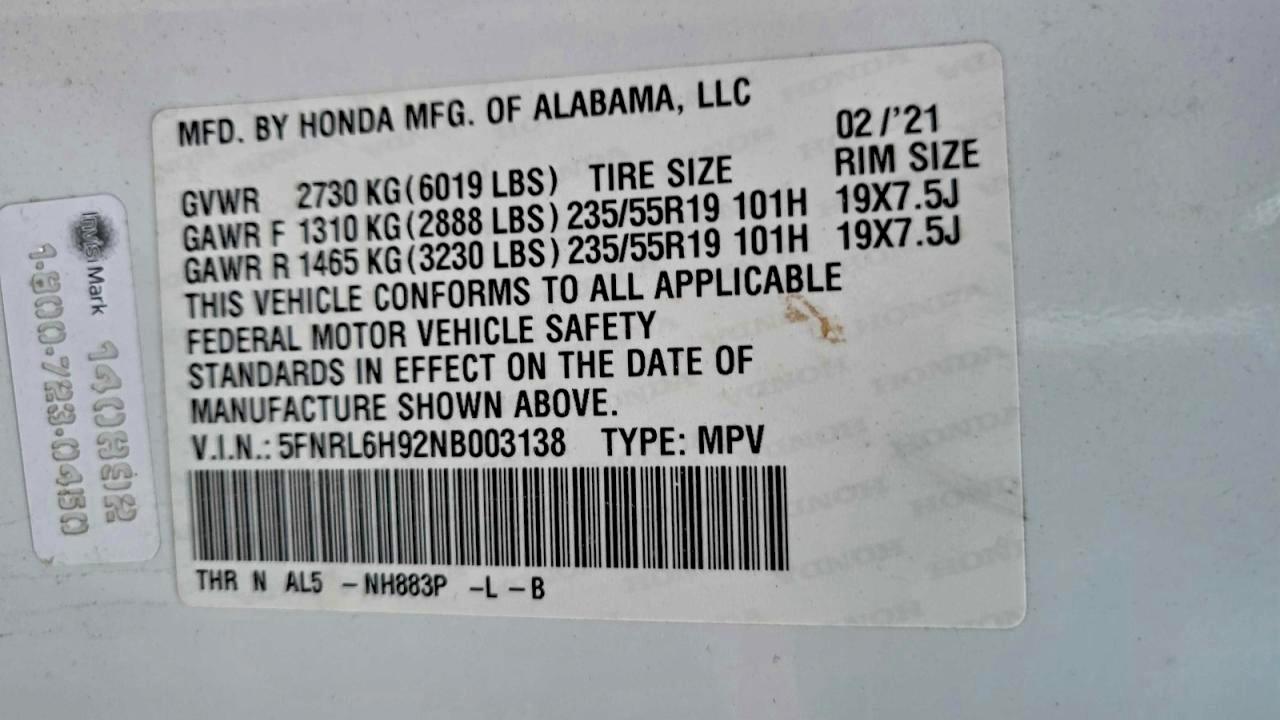 MFD. BY HONDA MFG. OF ALABAMA, LLC 02/'21
GVWR 2730 KG(6019 LBS) TIRE SIZE RIM SIZE
GAWR F 1310 KG(2888 LBS) 235/55R19 101H 19X7.5J
GAWR R 1465 KG(3230 LBS) 235/55R19 101H 19X7.5J
THIS VEHICLE CONFORMS TO ALL APPLICABLE
FEDERAL MOTOR VEHICLE SAFETY
STANDARDS IN EFFECT ON THE DATE OF
MANUFACTURE SHOWN ABOVE.
V.I.N.: 5FNRL6H92NB003138 TYPE: MPV
THR N AL5 -NH883P -L -B
InvisiMark
1.800.723.0450